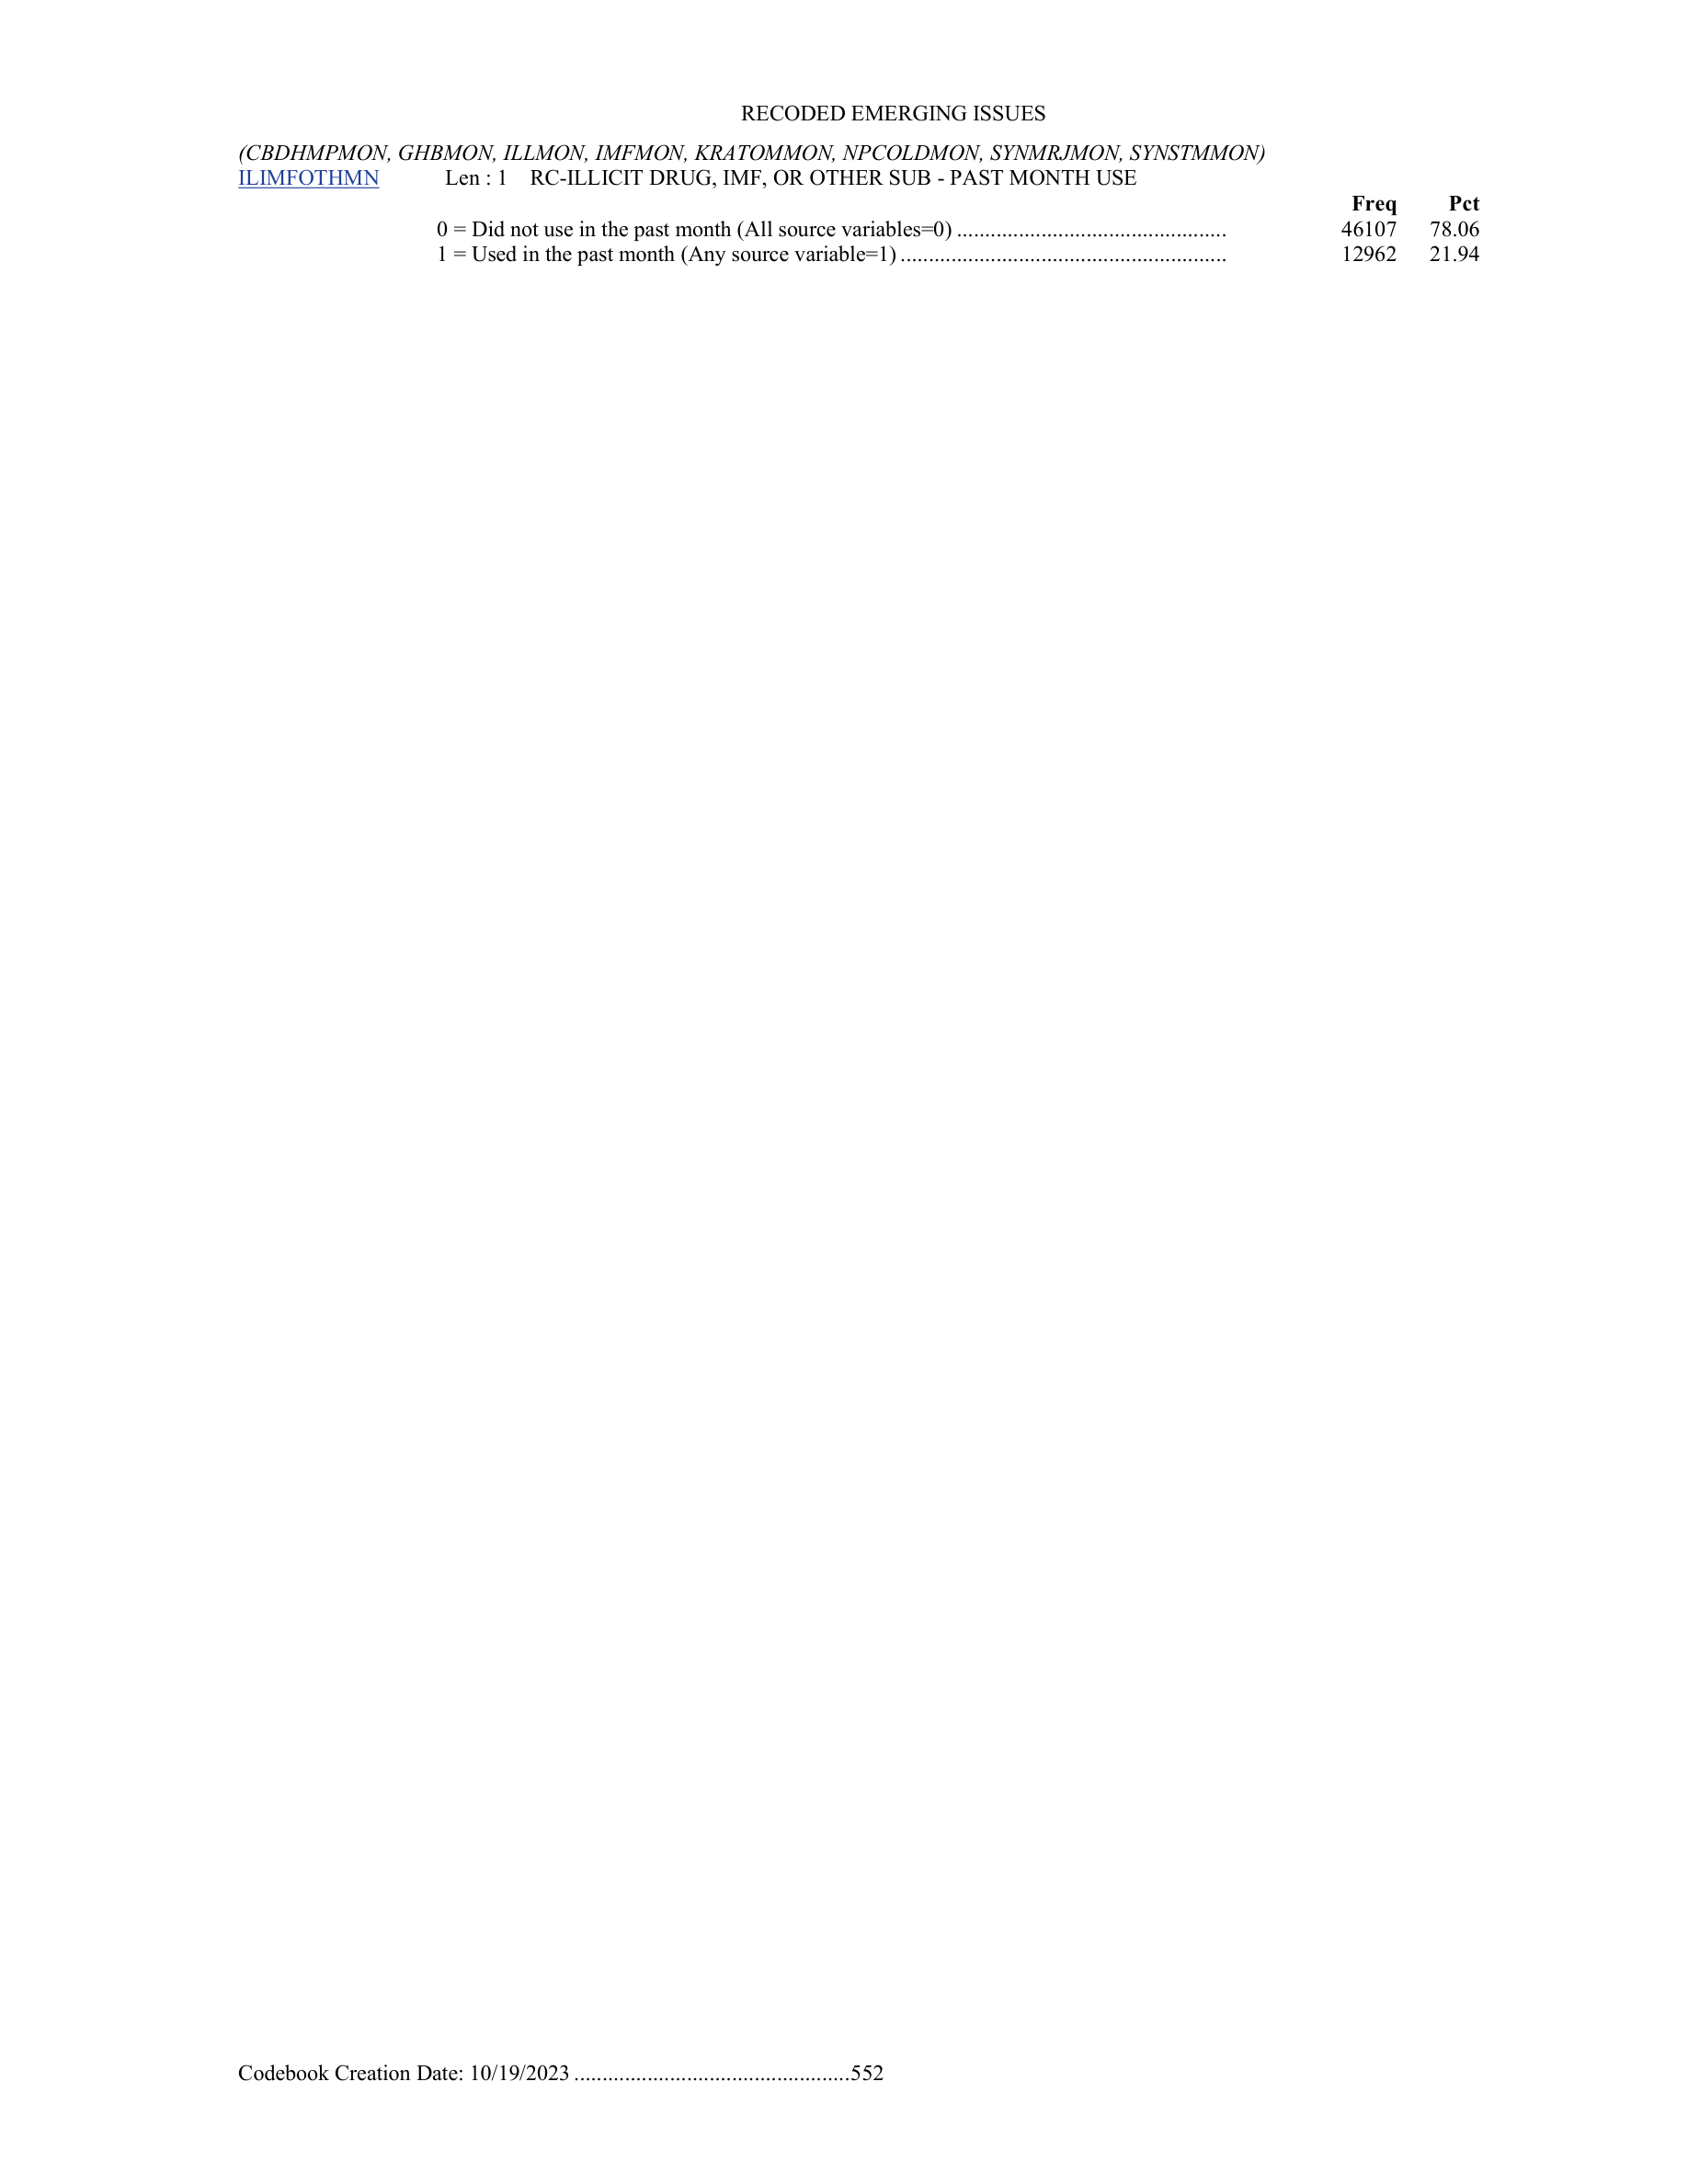 RECODED EMERGING ISSUES
(CBDHMPMON, GHBMON, ILLMON, IMFMON, KRATOMMON, NPCOLDMON, SYNMRJMON, SYNSTMMON)
ILIMFOTHMN Len : 1 RC-ILLICIT DRUG, IMF, OR OTHER SUB - PAST MONTH USE
Freq Pct
0 = Did not use in the past month (All source variables=0) ................................................ 46107 78.06
1 = Used in the past month (Any source variable=1) .......................................................... 12962 21.94
Codebook Creation Date: 10/19/2023 .................................................552